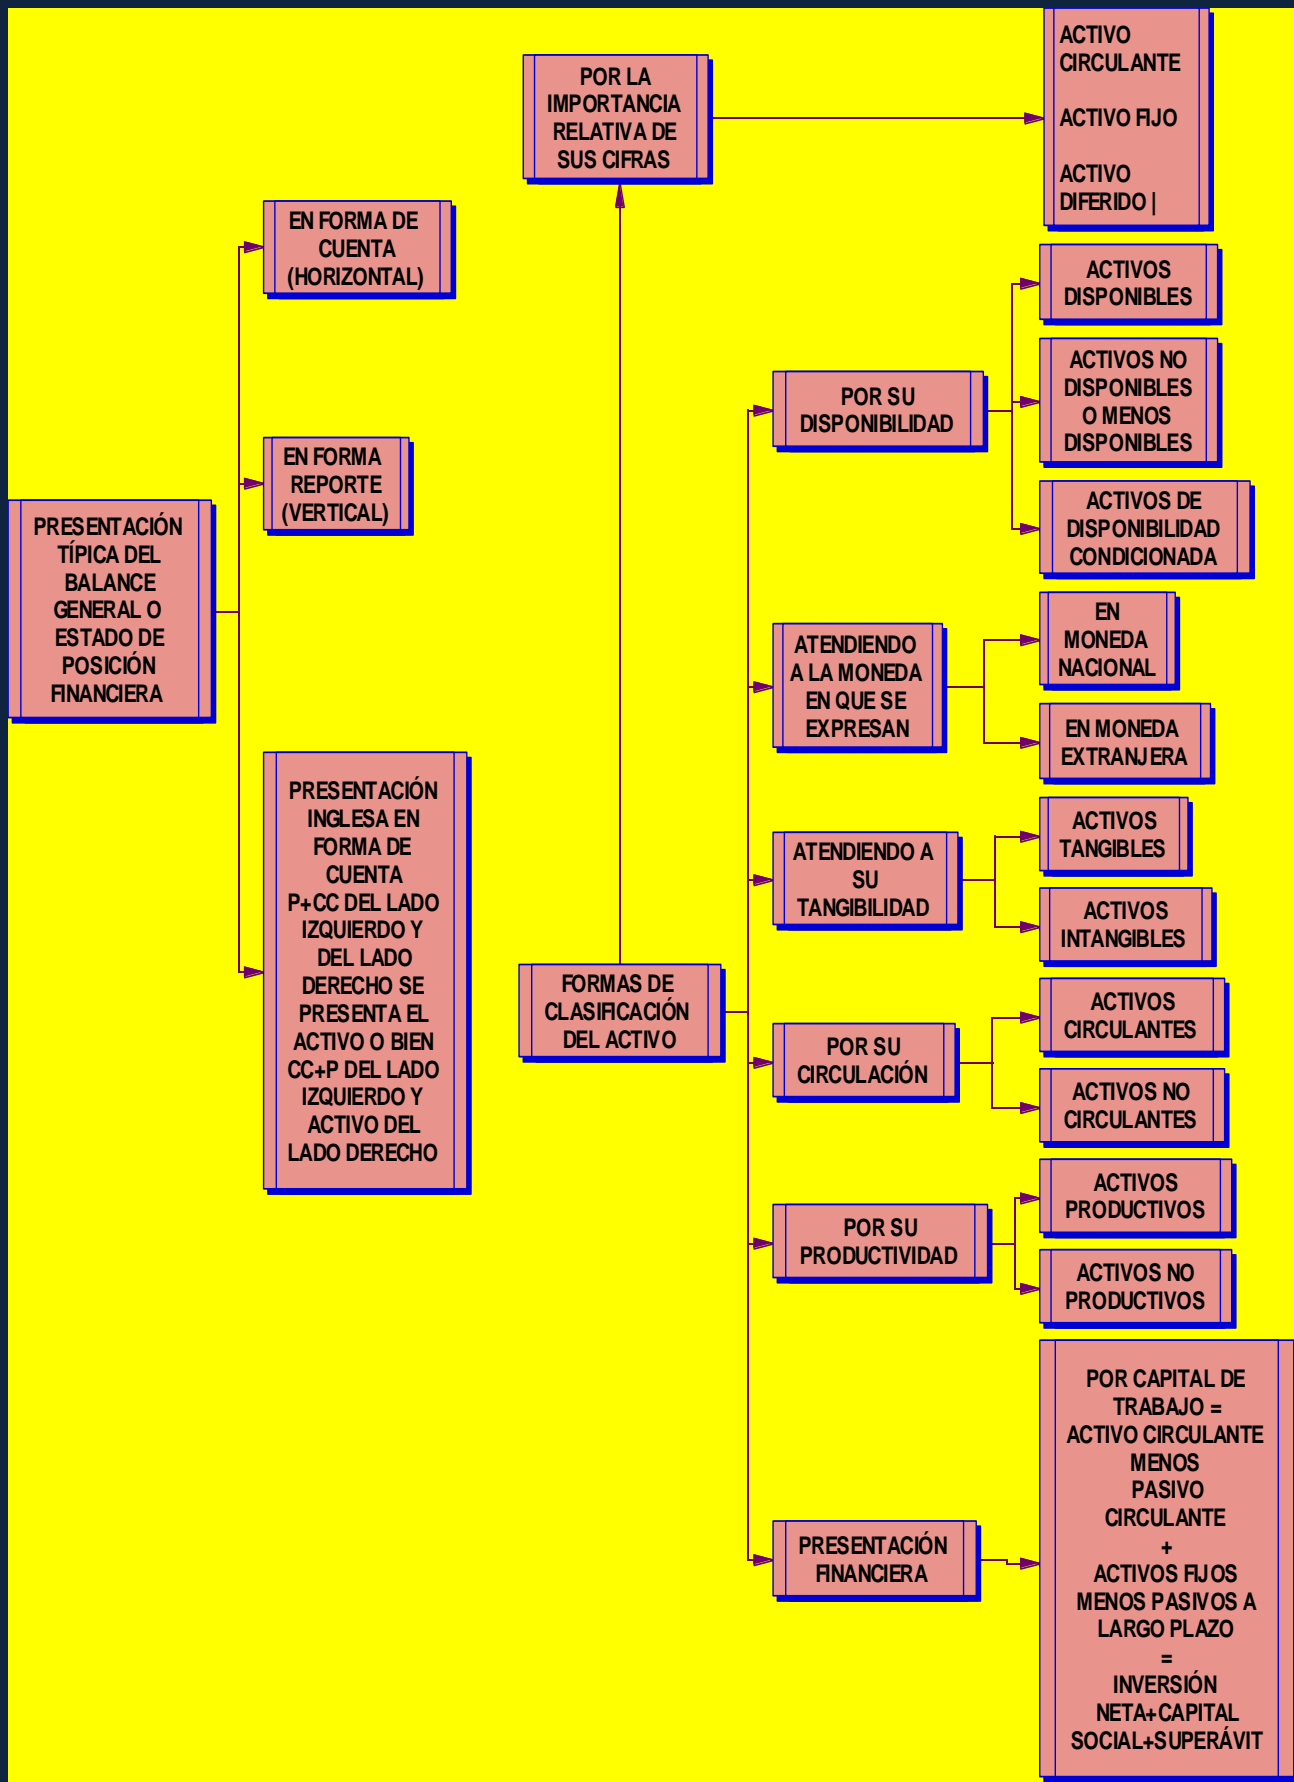 PRESENTACIÓN
TÍPICA DEL
BALANCE
GENERAL O
ESTADO DE
POSICIÓN
FINANCIERA
EN FORMA DE
CUENTA
(HORIZONTAL)
EN FORMA
REPORTE
(VERTICAL)
PRESENTACIÓN
INGLESA EN
FORMA DE
CUENTA
P+CC DEL LADO
IZQUIERDO Y
DEL LADO
DERECHO SE
PRESENTA EL
ACTIVO O BIEN
CC+P DEL LADO
IZQUIERDO Y
ACTIVO DEL
LADO DERECHO
FORMAS DE
CLASIFICACIÓN
DEL ACTIVO
POR LA
IMPORTANCIA
RELATIVA DE
SUS CIFRAS
ACTIVO
CIRCULANTE
ACTIVO FIJO
ACTIVO
DIFERIDO |
POR SU
DISPONIBILIDAD
ACTIVOS
DISPONIBLES
ACTIVOS NO
DISPONIBLES
O MENOS
DISPONIBLES
ACTIVOS DE
DISPONIBILIDAD
CONDICIONADA
ATENDIENDO
A LA MONEDA
EN QUE SE
EXPRESAN
EN
MONEDA
NACIONAL
EN MONEDA
EXTRANJERA
ATENDIENDO A
SU
TANGIBILIDAD
ACTIVOS
TANGIBLES
ACTIVOS
INTANGIBLES
POR SU
CIRCULACIÓN
ACTIVOS
CIRCULANTES
ACTIVOS NO
CIRCULANTES
POR SU
PRODUCTIVIDAD
ACTIVOS
PRODUCTIVOS
ACTIVOS NO
PRODUCTIVOS
PRESENTACIÓN
FINANCIERA
POR CAPITAL DE
TRABAJO =
ACTIVO CIRCULANTE
MENOS
PASIVO
CIRCULANTE
+
ACTIVOS FIJOS
MENOS PASIVOS A
LARGO PLAZO
=
INVERSIÓN
NETA+CAPITAL
SOCIAL+SUPERÁVIT